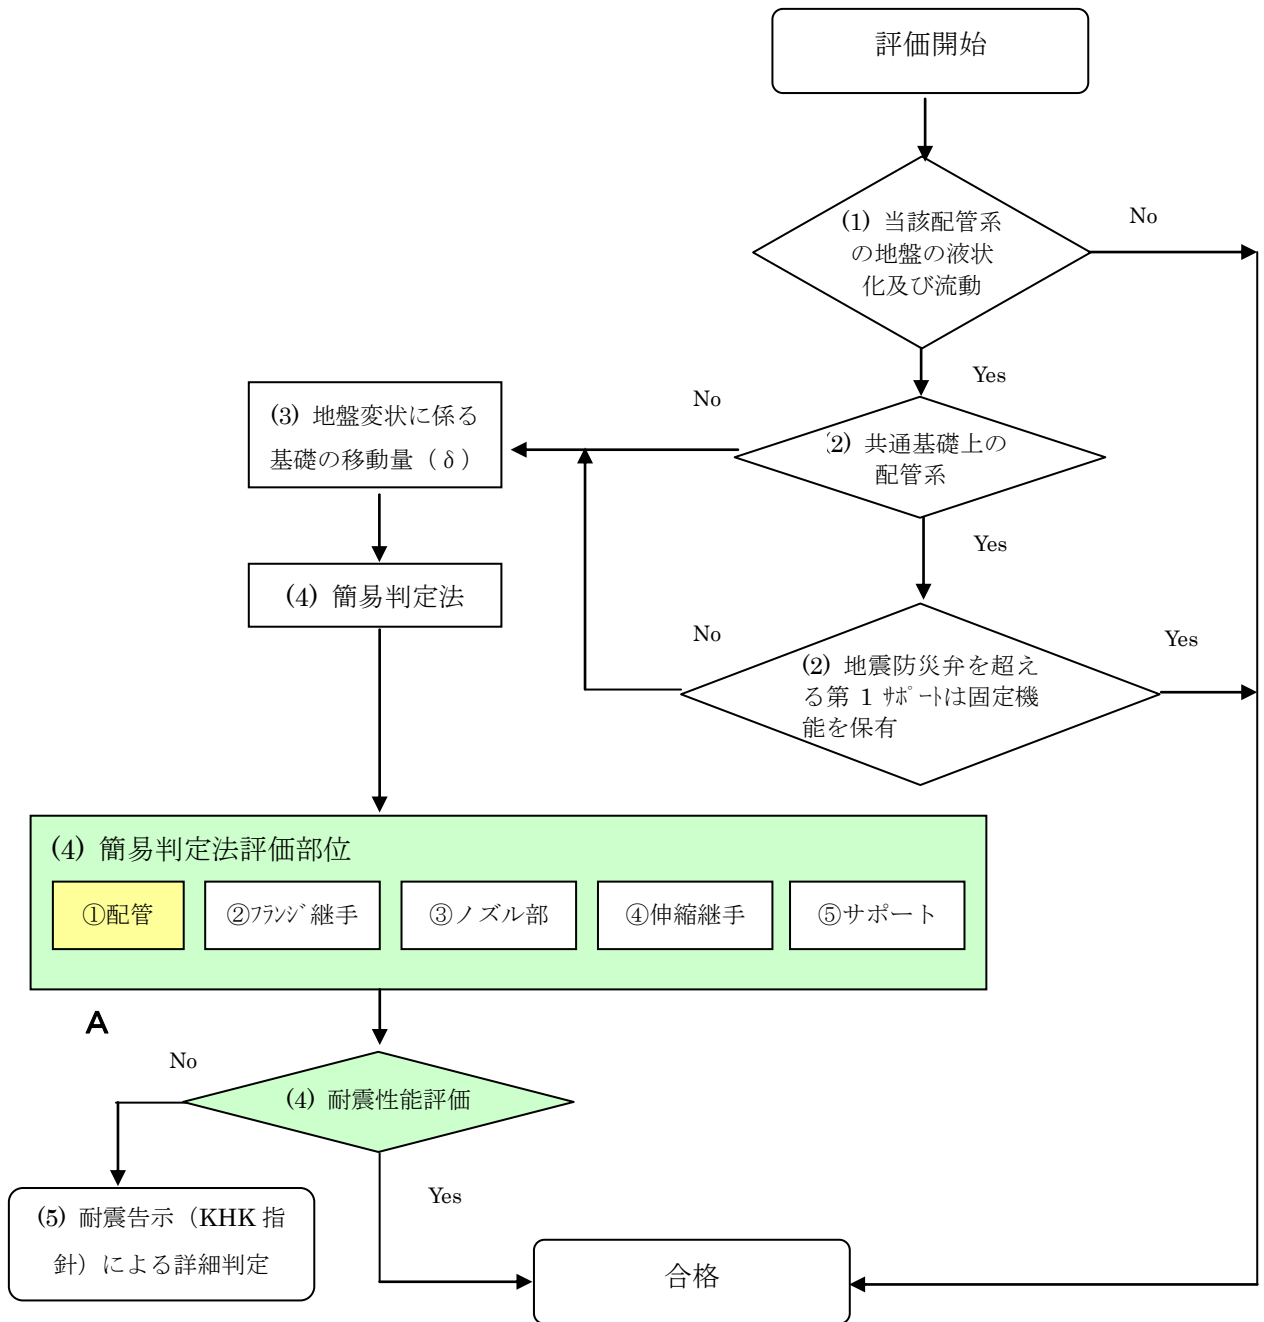 評価開始
(1) 当該配管系
の地盤の液状
化及び流動
No
Yes
(2) 共通基礎上の
配管系
No
(3) 地盤変状に係る
基礎の移動量（δ）
Yes
(4) 簡易判定法
(2) 地震防災弁を超え
る第 1 ｻﾎﾟｰﾄは固定機
能を保有
No
Yes
(4) 簡易判定法評価部位
①配管
②ﾌﾗﾝｼﾞ継手
③ノズル部
④伸縮継手
⑤サポート
A
No
(4) 耐震性能評価
Yes
(5) 耐震告示（KHK 指
針）による詳細判定
合格